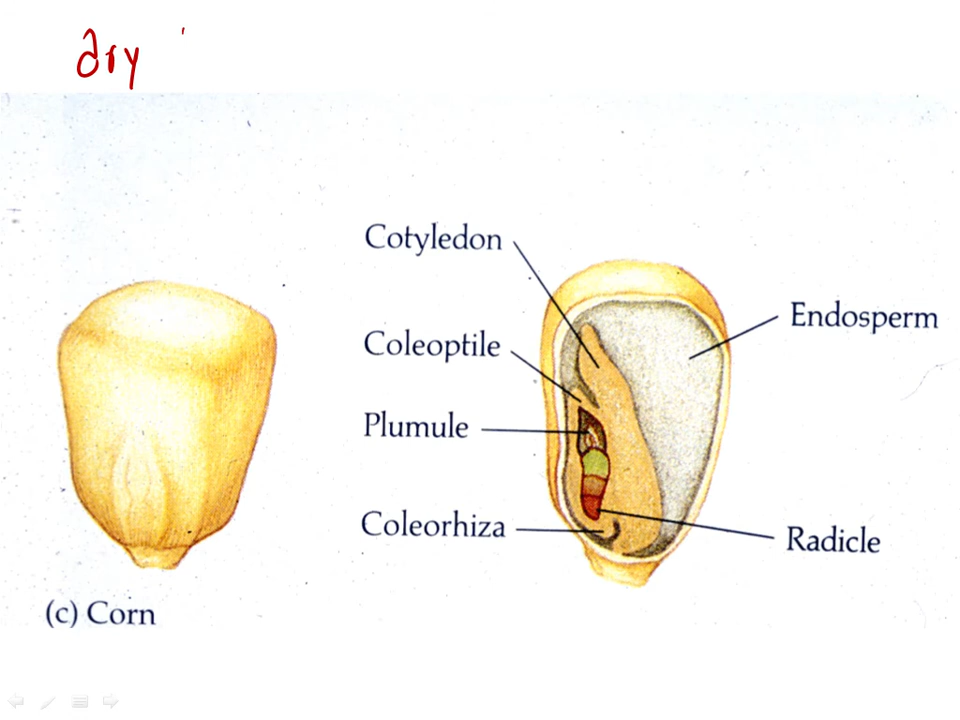 dry
Cotyledon
Coleoptile
Plumule
Coleorhiza
Endosperm
Radicle
(c) Corn